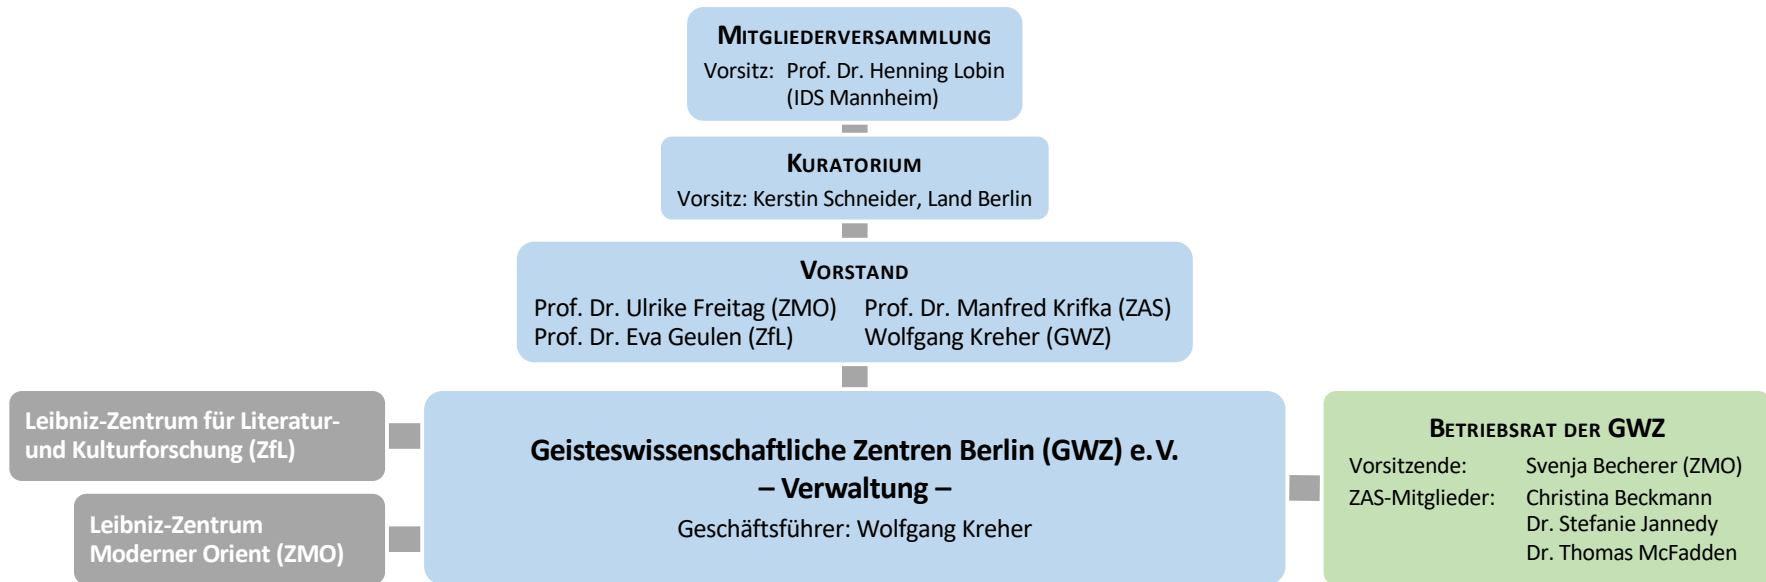 MITGLIEDERVERSAMMLUNG
Vorsitz: Prof. Dr. Henning Lobin
(IDS Mannheim)
KURATORIUM
Vorsitz: Kerstin Schneider, Land Berlin
VORSTAND
Prof. Dr. Ulrike Freitag (ZMO) Prof. Dr. Manfred Krifka (ZAS)
Prof. Dr. Eva Geulen (ZfL) Wolfgang Kreher (GWZ)
Leibniz-Zentrum für Literatur-
und Kulturforschung (ZfL)
Leibniz-Zentrum
Moderner Orient (ZMO)
Geisteswissenschaftliche Zentren Berlin (GWZ) e.V.
– Verwaltung –
Geschäftsführer: Wolfgang Kreher
BETRIEBSRAT DER GWZ
Vorsitzende: Svenja Becherer (ZMO)
ZAS-Mitglieder: Christina Beckmann
Dr. Stefanie Jannedy
Dr. Thomas McFadden